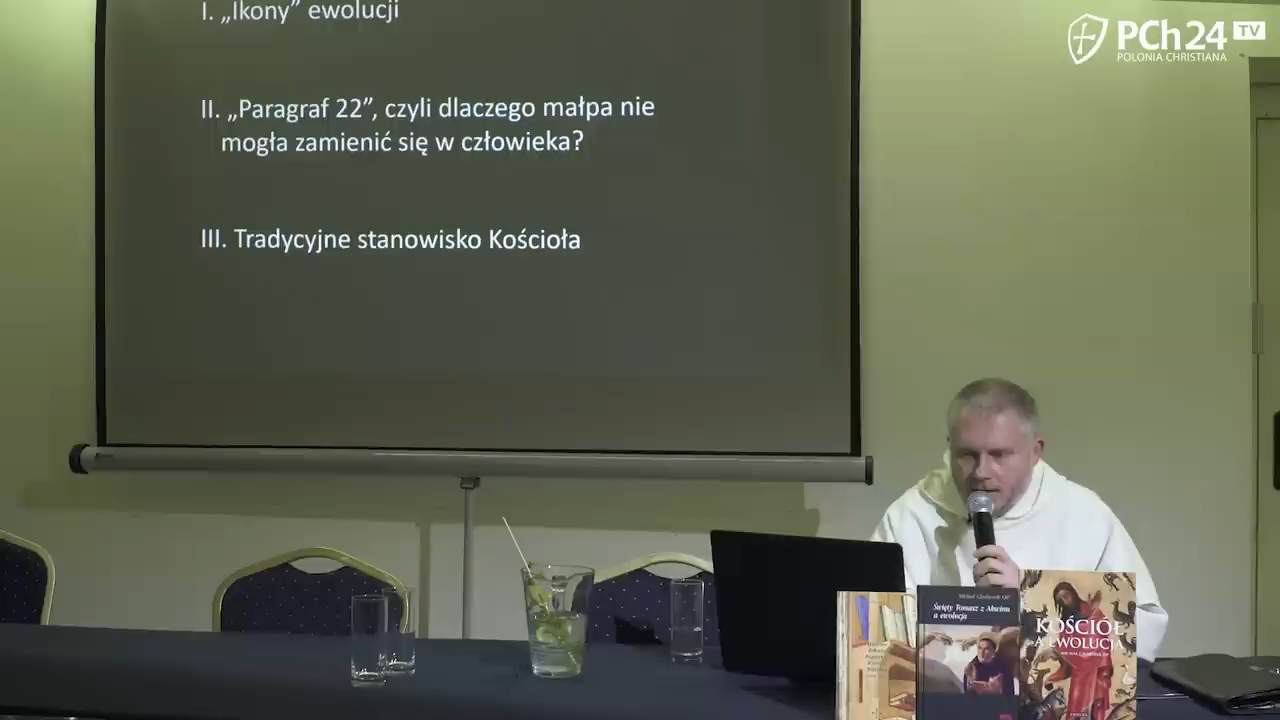 I. „Ikony” ewolucji
PCh24 TV
POLONIA CHRISTIANA
II. „Paragraf 22”, czyli dlaczego małpa nie
mogła zamienić się w człowieka?
III. Tradycyjne stanowisko Kościoła
Święty Tomasz z Akwinu
a ewolucja
KOŚCIÓŁ
A EWOLUCJA